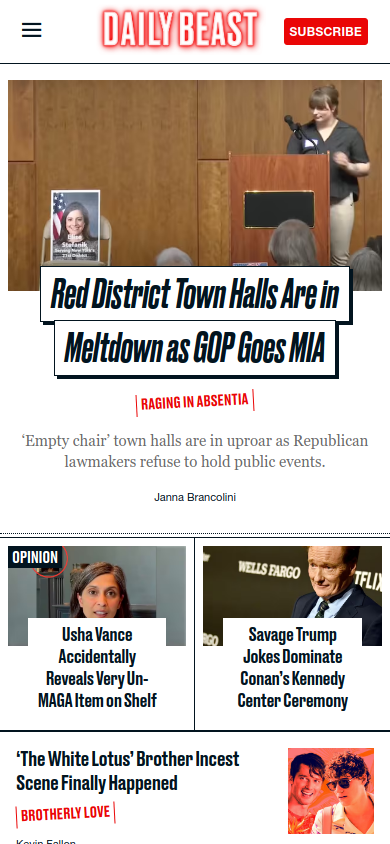 DAILY BEAST
SUBSCRIBE
Elise
Stefanik
Serving New York's
21st District
Red District Town Halls Are in
Meltdown as GOP Goes MIA
RAGING IN ABSENTIA
‘Empty chair’ town halls are in uproar as Republican
lawmakers refuse to hold public events.
Janna Brancolini
OPINION
Usha Vance
Accidentally
Reveals Very Un-
MAGA Item on Shelf
WELLS FARGO
TFLIX
GO
Savage Trump
Jokes Dominate
Conan’s Kennedy
Center Ceremony
‘The White Lotus’ Brother Incest
Scene Finally Happened
BROTHERLY LOVE
Kevin Fallon